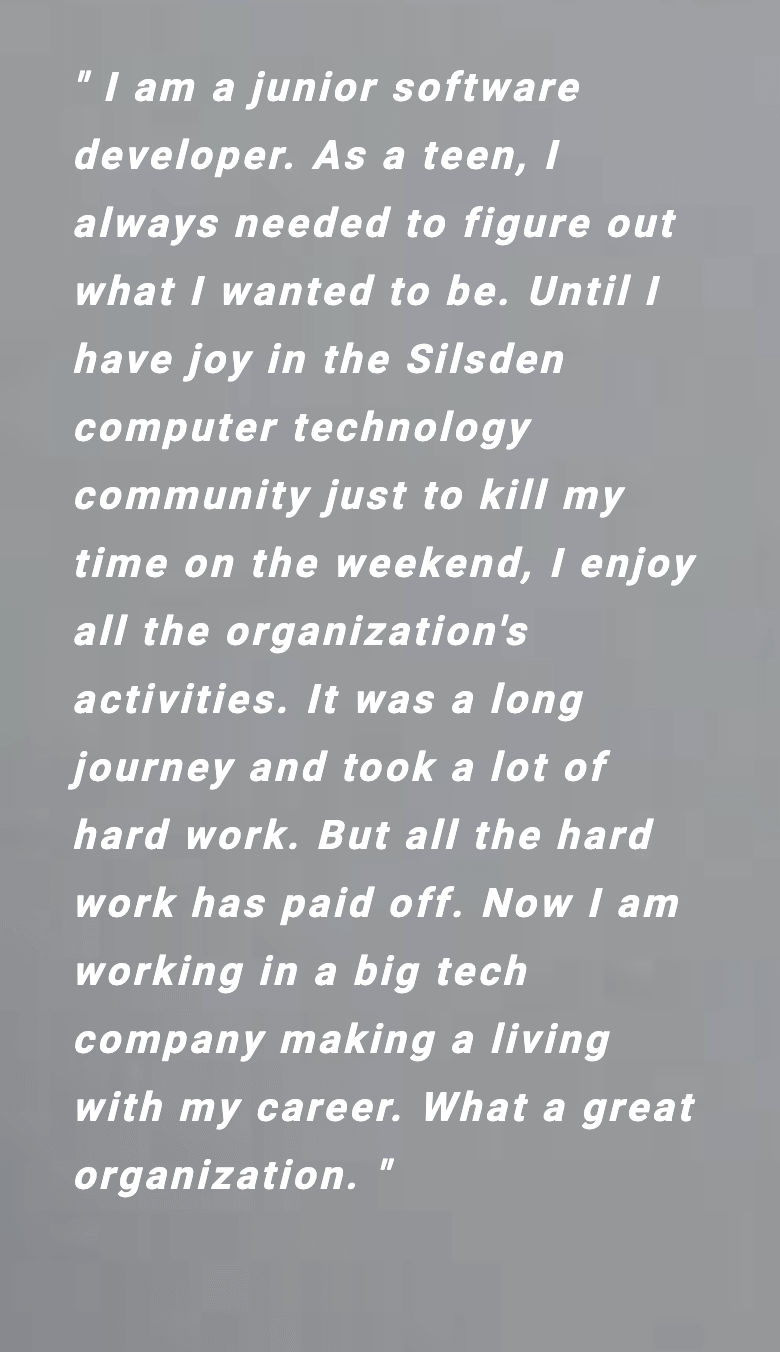 " I am a junior software
developer. As a teen, I
always needed to figure out
what I wanted to be. Until I
have joy in the Silsden
computer technology
community just to kill my
time on the weekend, I enjoy
all the organization's
activities. It was a long
journey and took a lot of
hard work. But all the hard
work has paid off. Now I am
working in a big tech
company making a living
with my career. What a great
organization. "